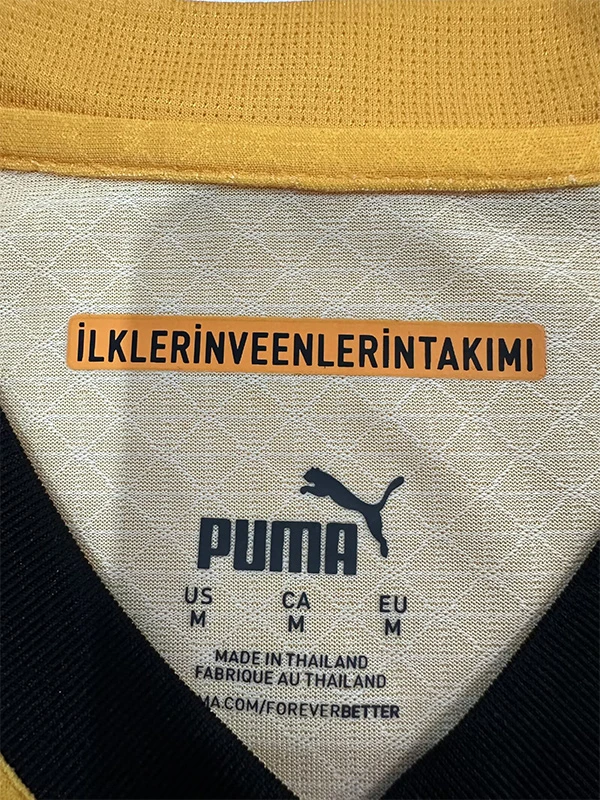 İLKLERİNVEENLERİNTAKIMI
PUMA
US CA EU
M M M
MADE IN THAILAND
FABRIQUE AU THAILAND
MA.COM/FOREVERBETTER